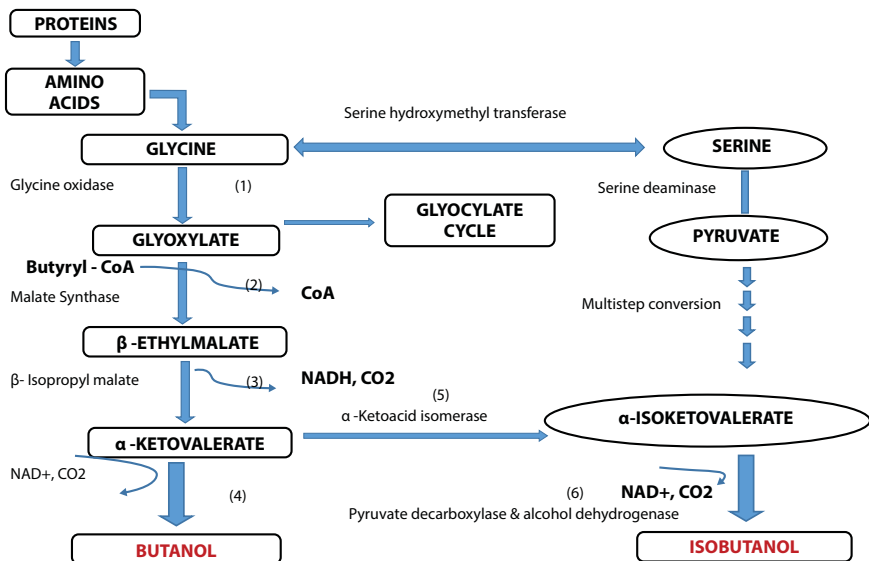 PROTEINS
AMINO
ACIDS
Serine hydroxymethyl transferase
GLYCINE
SERINE
Glycine oxidase
(1)
Serine deaminase
GLYOXYLATE
GLYOCYLATE
CYCLE
PYRUVATE
Butyryl - CoA
(2)
CoA
Malate Synthase
Multistep conversion
β -ETHYLMALATE
β- Isopropyl malate
(3)
NADH, CO2
(5)
α -Ketoacid isomerase
α -KETOVALERATE
α-ISOKETOVALERATE
NAD+, CO2
(4)
(6)
NAD+, CO2
Pyruvate decarboxylase & alcohol dehydrogenase
BUTANOL
ISOBUTANOL